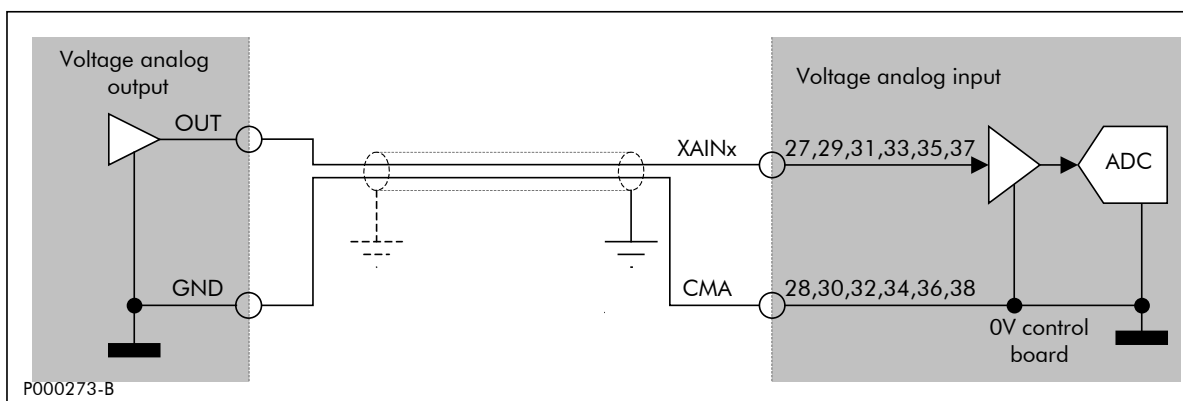 Voltage analog
output
OUT
GND
XAINx
CMA
Voltage analog input
27,29,31,33,35,37
ADC
28,30,32,34,36,38
0V control
board
P000273-B